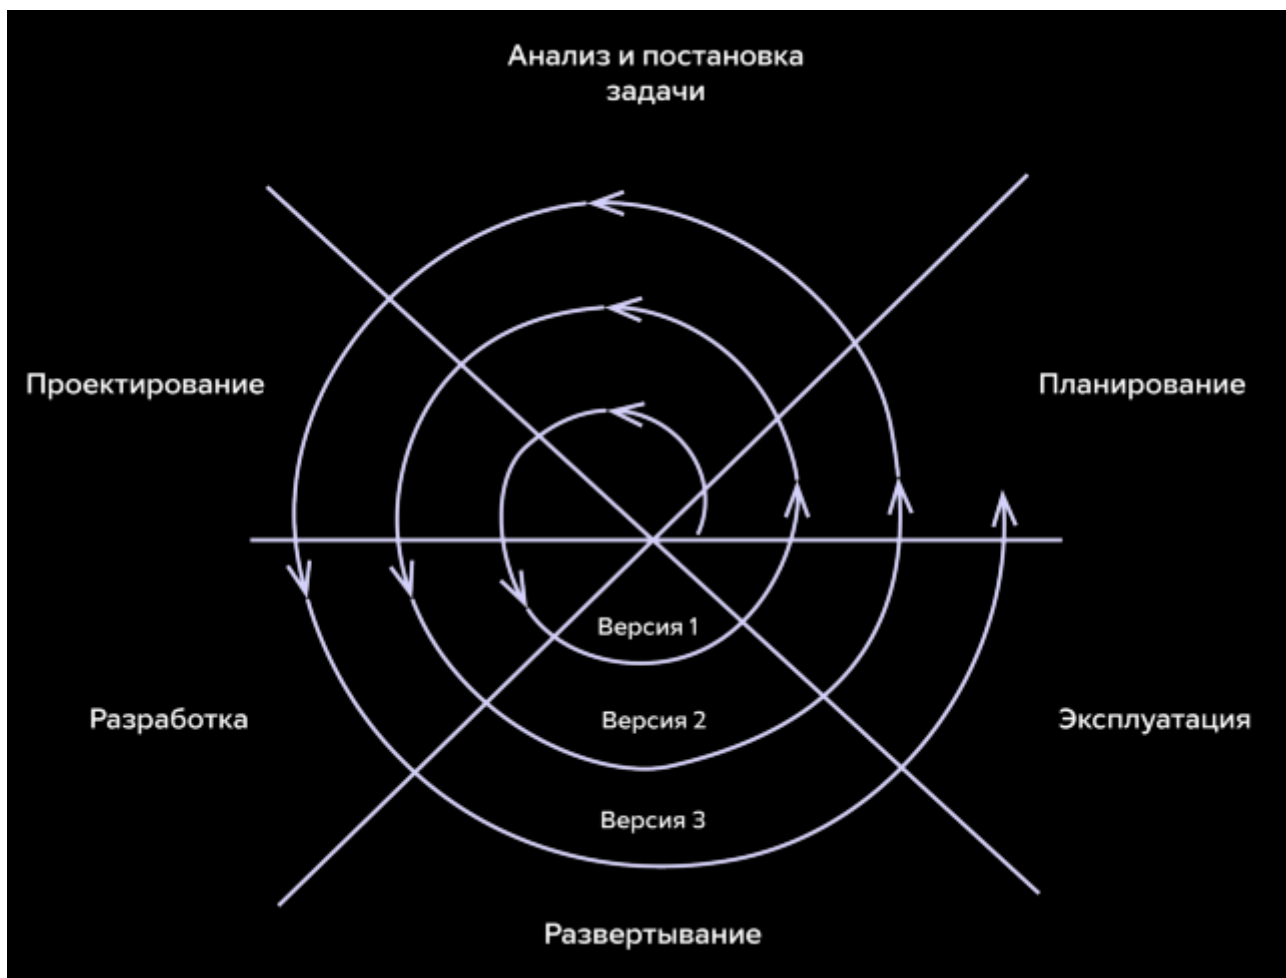 Анализ и постановка
задачи
Проектирование
Планирование
Версия 1
Разработка
Версия 2
Эксплуатация
Версия 3
Развертывание